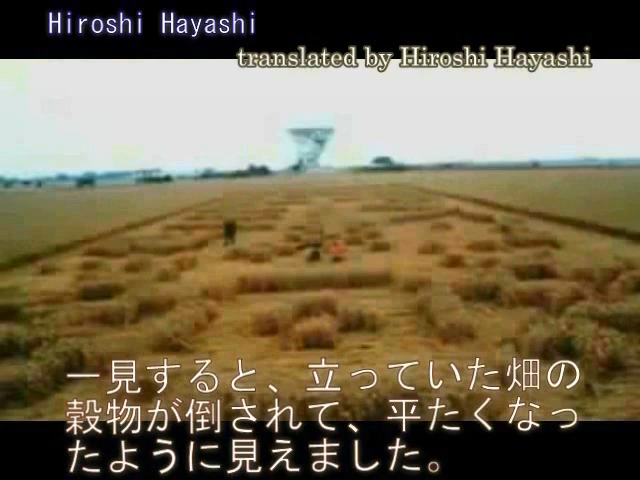 Hiroshi Hayashi
translated by Hiroshi Hayashi
一見すると、立っていた畑の
穀物が倒されて、平たくなっ
たように見えました。